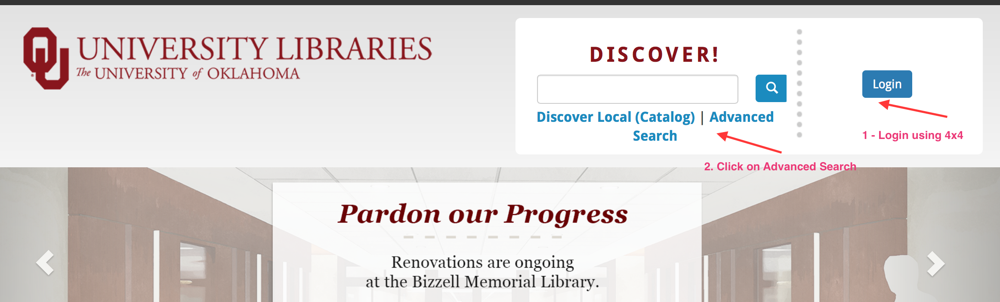 UNIVERSITY LIBRARIES
The UNIVERSITY of OKLAHOMA
DISCOVER!
Discover Local (Catalog) | Advanced
Search
Login
1 - Login using 4x4
2. Click on Advanced Search
Pardon our Progress
Renovations are ongoing
at the Bizzell Memorial Library.